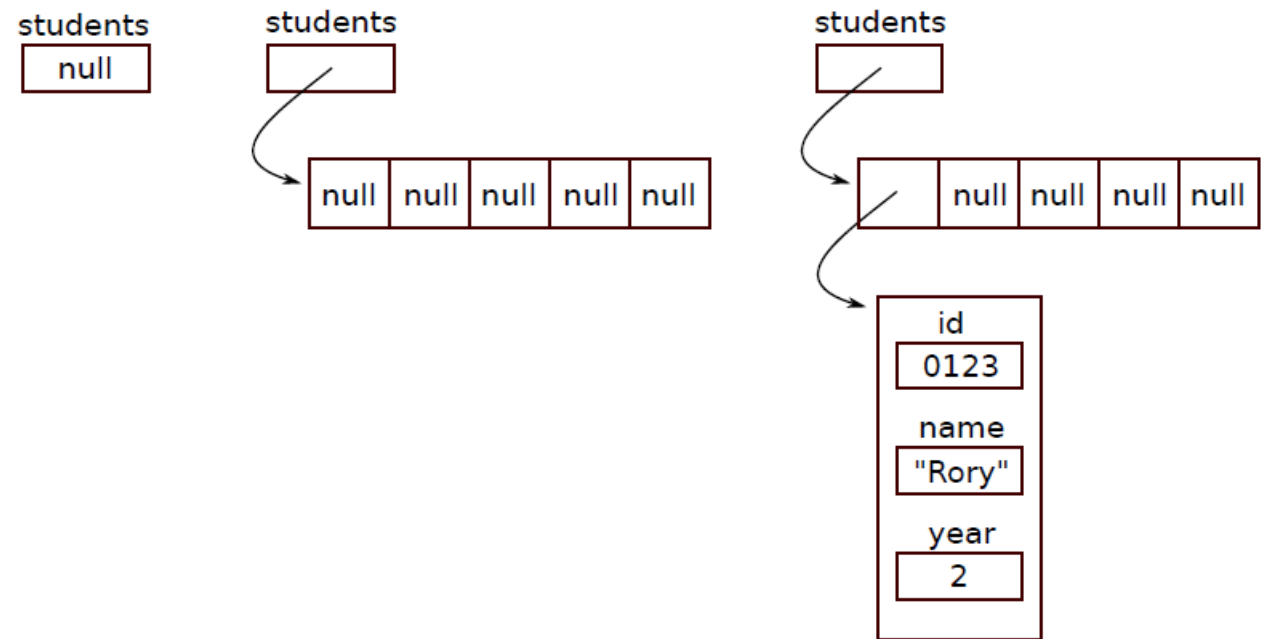 students
null
students
null null null null null
students
null null null null
id
0123
name
"Rory"
year
2